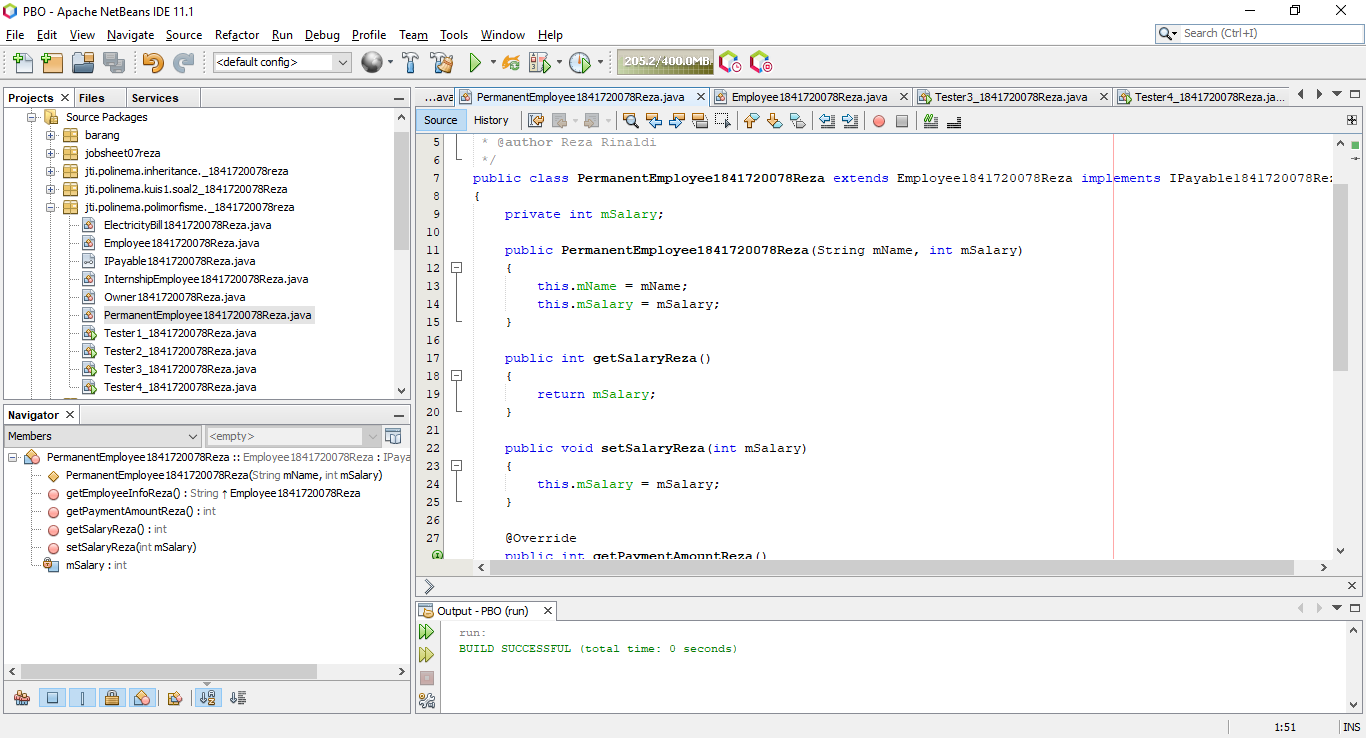 PBO - Apache NetBeans IDE 11.1
File Edit View Navigate Source Refactor Run Debug Profile Team Tools Window Help
Search (Ctrl+I)
<default config>
205.2/400.0MB
Projects Files Services
Source Packages
barang
jobsheet07reza
jti.polinema.inheritance._1841720078reza
jti.polinema.kuis1.soal2_1841720078Reza
jti.polinema.polimorfisme._1841720078reza
ElectricityBill1841720078Reza.java
Employee1841720078Reza.java
IPayable1841720078Reza.java
InternshipEmployee1841720078Reza.java
Owner1841720078Reza.java
PermanentEmployee1841720078Reza.java
Tester1_1841720078Reza.java
Tester2_1841720078Reza.java
Tester3_1841720078Reza.java
Tester4_1841720078Reza.java
Navigator
Members <empty>
PermanentEmployee1841720078Reza :: Employee1841720078Reza : IPaya
PermanentEmployee1841720078Reza(String mName, int mSalary)
getEmployeeInfoReza() : String ↑ Employee1841720078Reza
getPaymentAmountReza() : int
getSalaryReza() : int
setSalaryReza(int mSalary)
mSalary : int
...ava PermanentEmployee1841720078Reza.java Employee1841720078Reza.java Tester3_1841720078Reza.java Tester4_1841720078Reza.ja...
Source History
5 * @author Reza Rinaldi
6 */
7 public class PermanentEmployee1841720078Reza extends Employee1841720078Reza implements IPayable1841720078Rez
8 {
9 private int mSalary;
10
11 public PermanentEmployee1841720078Reza(String mName, int mSalary)
12 {
13 this.mName = mName;
14 this.mSalary = mSalary;
15 }
16
17 public int getSalaryReza()
18 {
19 return mSalary;
20 }
21
22 public void setSalaryReza(int mSalary)
23 {
24 this.mSalary = mSalary;
25 }
26
27 @Override
public int getPaymentAmountReza()
Output - PBO (run)
run:
BUILD SUCCESSFUL (total time: 0 seconds)
1:51 INS